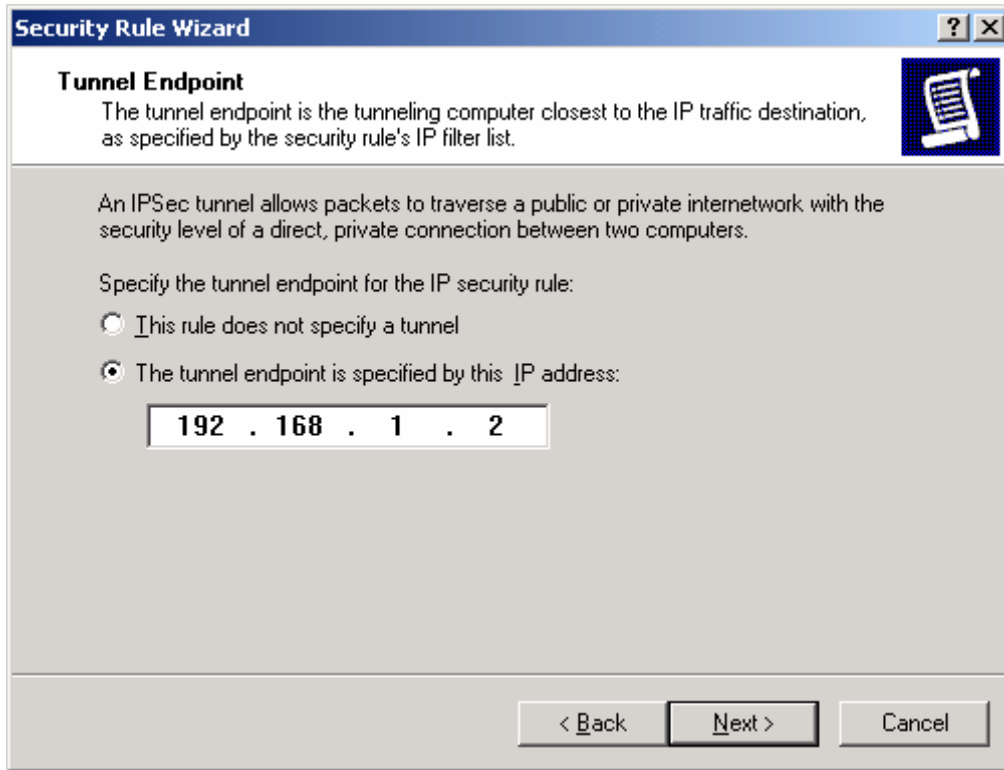 Security Rule Wizard
Tunnel Endpoint
The tunnel endpoint is the tunneling computer closest to the IP traffic destination,
as specified by the security rule's IP filter list.
An IPSec tunnel allows packets to traverse a public or private internetwork with the
security level of a direct, private connection between two computers.
Specify the tunnel endpoint for the IP security rule:
This rule does not specify a tunnel
The tunnel endpoint is specified by this IP address:
192 . 168 . 1 . 2
< Back Next > Cancel